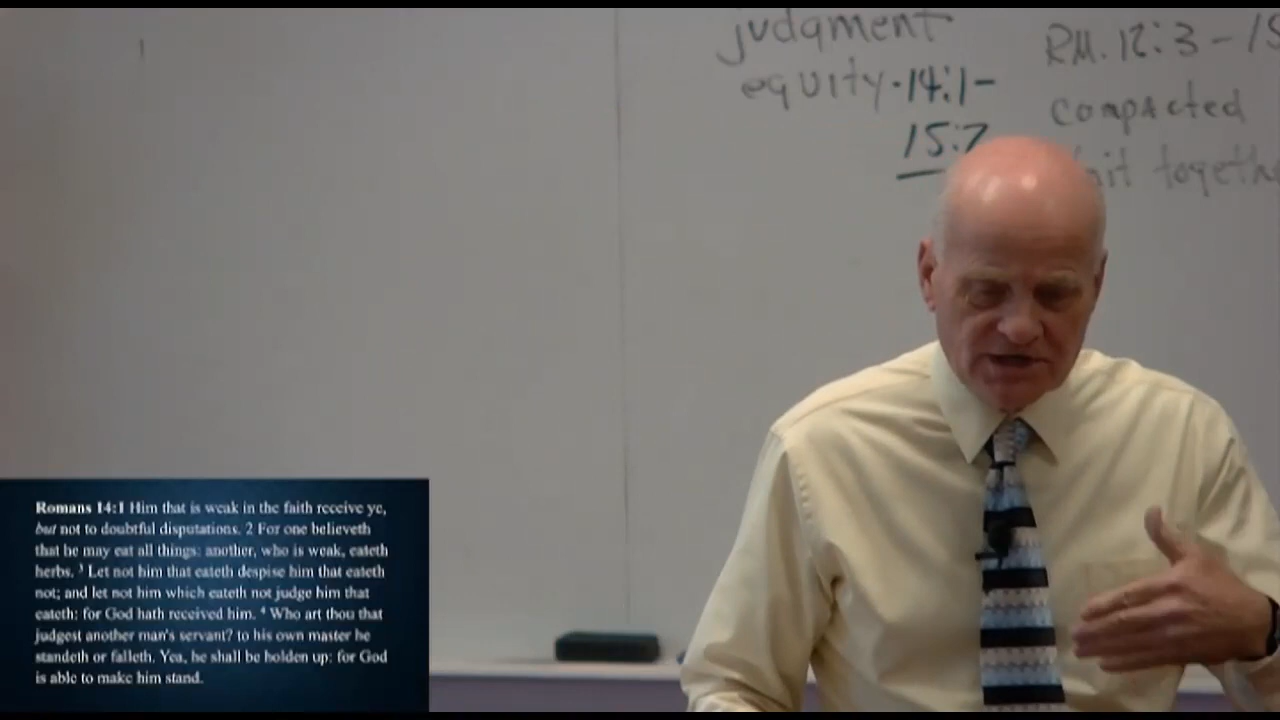 judgment
equity·14:1-
15:7
RM. 12:3-15
compacted
togethe
Romans 14:1 Him that is weak in the faith receive ye,
but not to doubtful disputations. 2 For one believeth
that he may eat all things: another, who is weak, eateth
herbs. 3 Let not him that eateth despise him that eateth
not; and let not him which eateth not judge him that
eateth: for God hath received him. 4 Who art thou that
judgest another man's servant? to his own master he
standeth or falleth. Yea, he shall be holden up: for God
is able to make him stand.